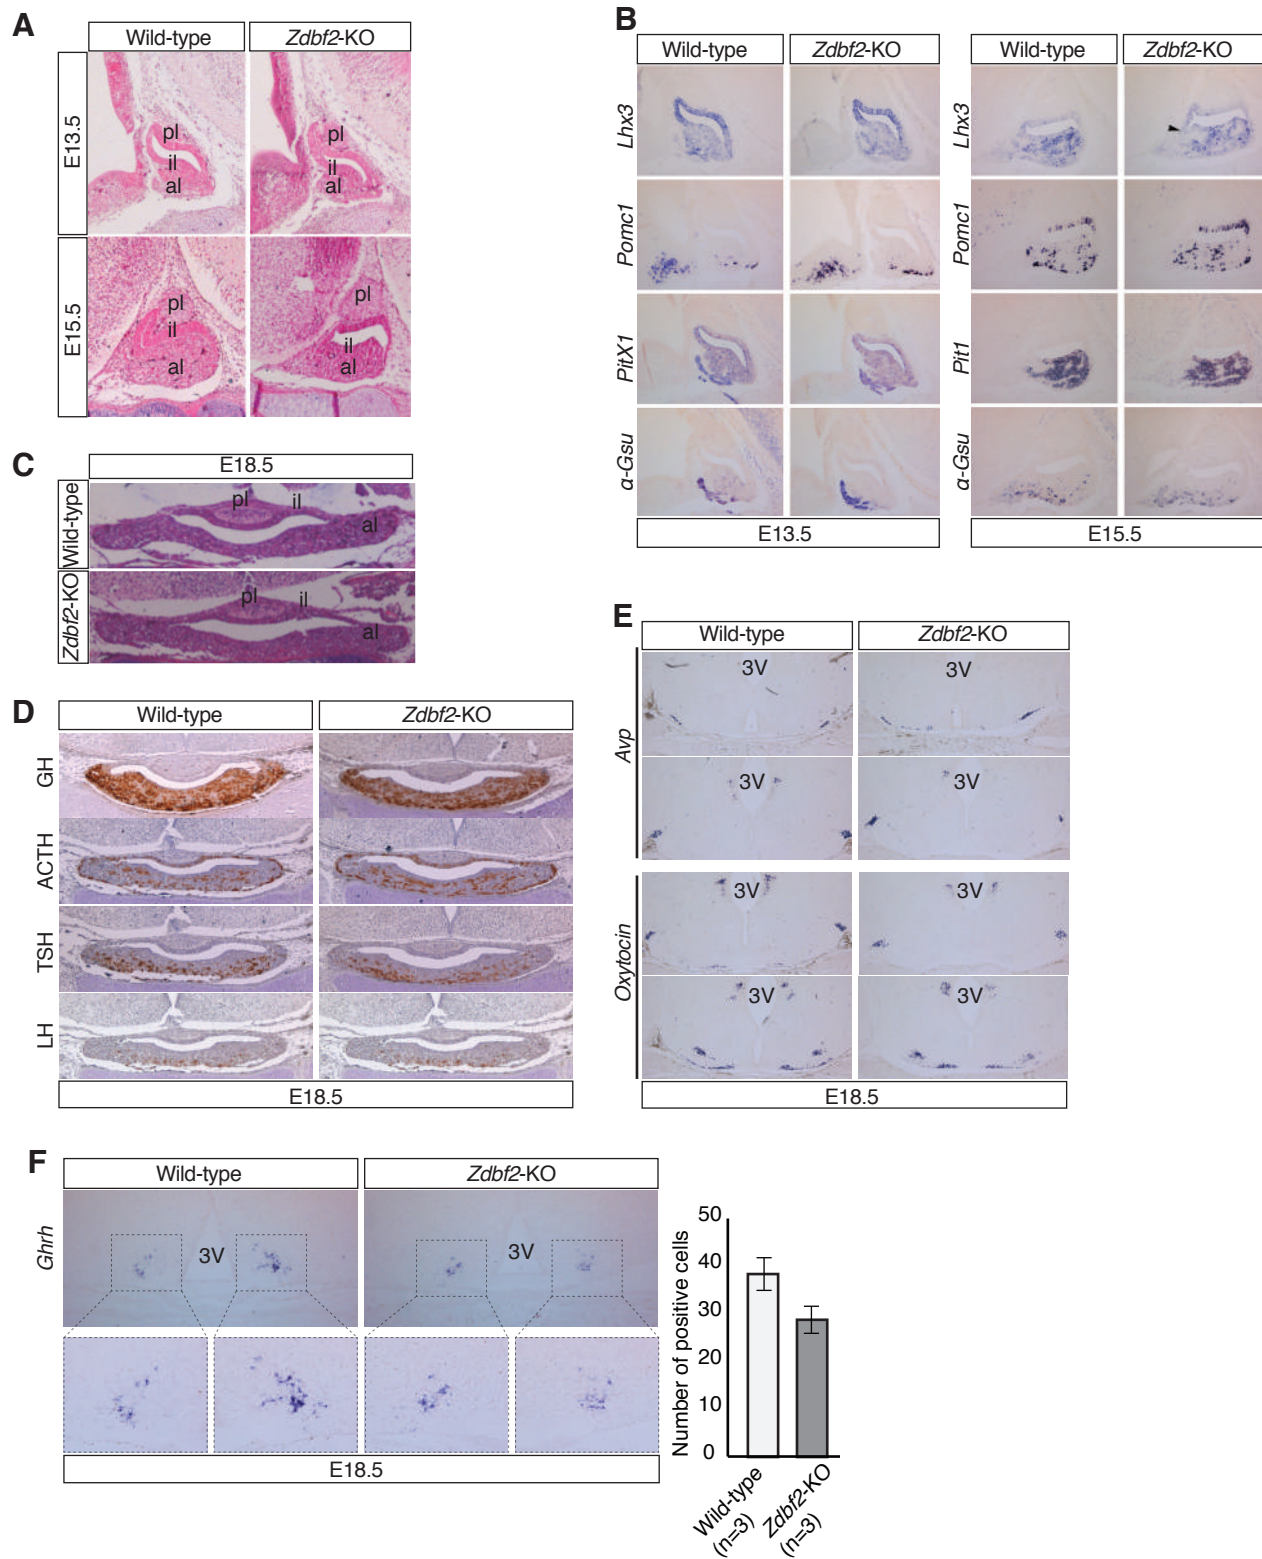 A
Wild-type
Zdbf2-KO
E13.5
pl
il
al
pl
il
al
E15.5
pl
il
al
pl
il
al
B
Wild-type
Zdbf2-KO
Wild-type
Zdbf2-KO
Lhx3
Lhx3
Pomc1
Pomc1
PitX1
Pit1
α-Gsu
α-Gsu
E13.5
E15.5
C
E18.5
Wild-type
pl
il
al
Zdbf2-KO
pl
il
al
D
Wild-type
Zdbf2-KO
GH
ACTH
TSH
LH
E18.5
E
Wild-type
Zdbf2-KO
Avp
3V
3V
3V
3V
Oxytocin
3V
3V
3V
3V
E18.5
F
Wild-type
Zdbf2-KO
Ghrh
3V
3V
E18.5
Number of positive cells
50
40
30
20
10
0
Wild-type
(n=3)
Zdbf2-KO
(n=3)